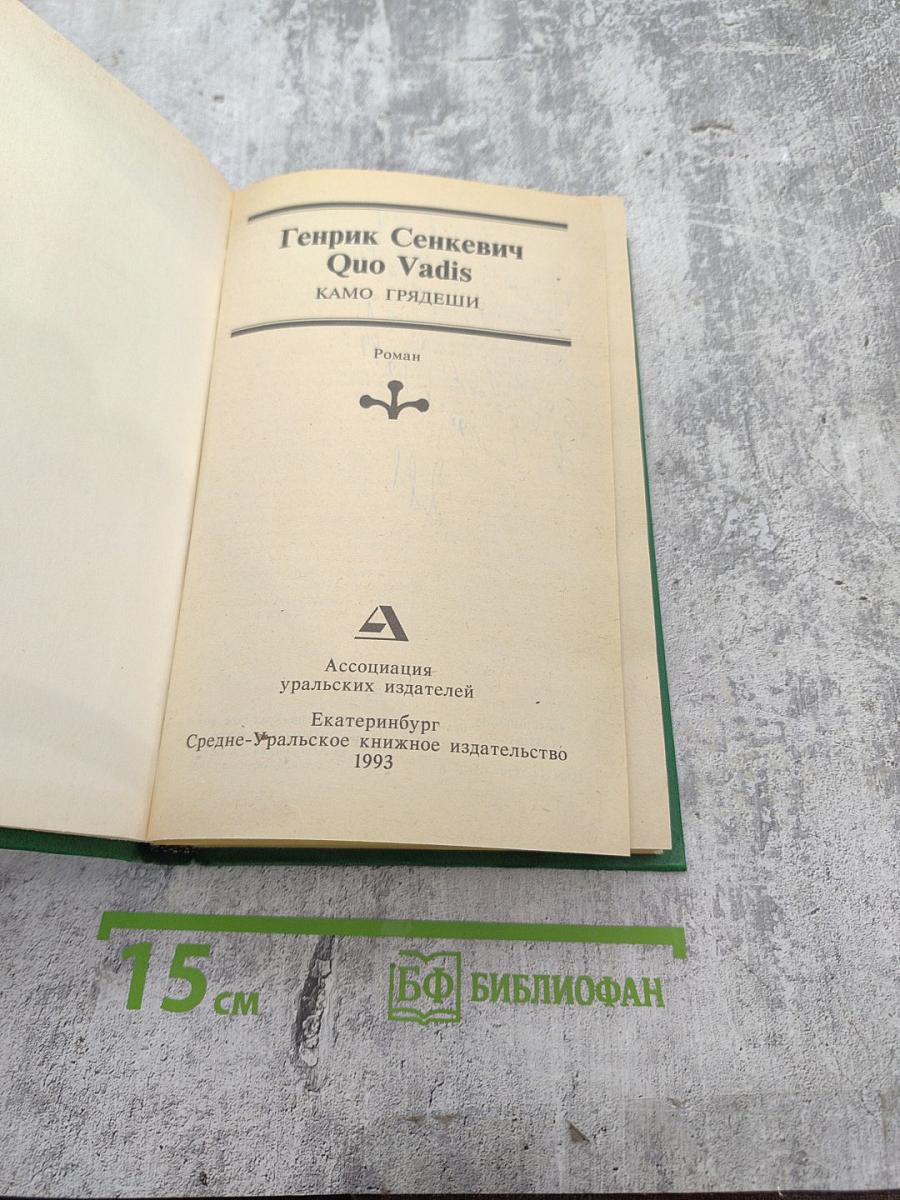 Генрик Сенкевич
Quo Vadis
КАМО ГРЯДЕШИ
Роман
Ассоциация
уральских издателей
Екатеринбург
Средне-Уральское книжное издательство
1993
15 см
БФ БИБЛИОФАН